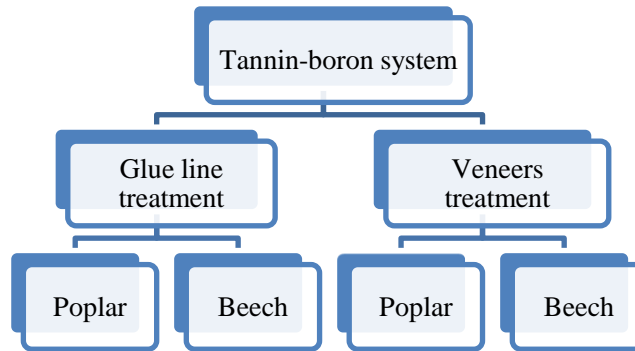 Tannin-boron system
Glue line
treatment
Veneers
treatment
Poplar
Beech
Poplar
Beech